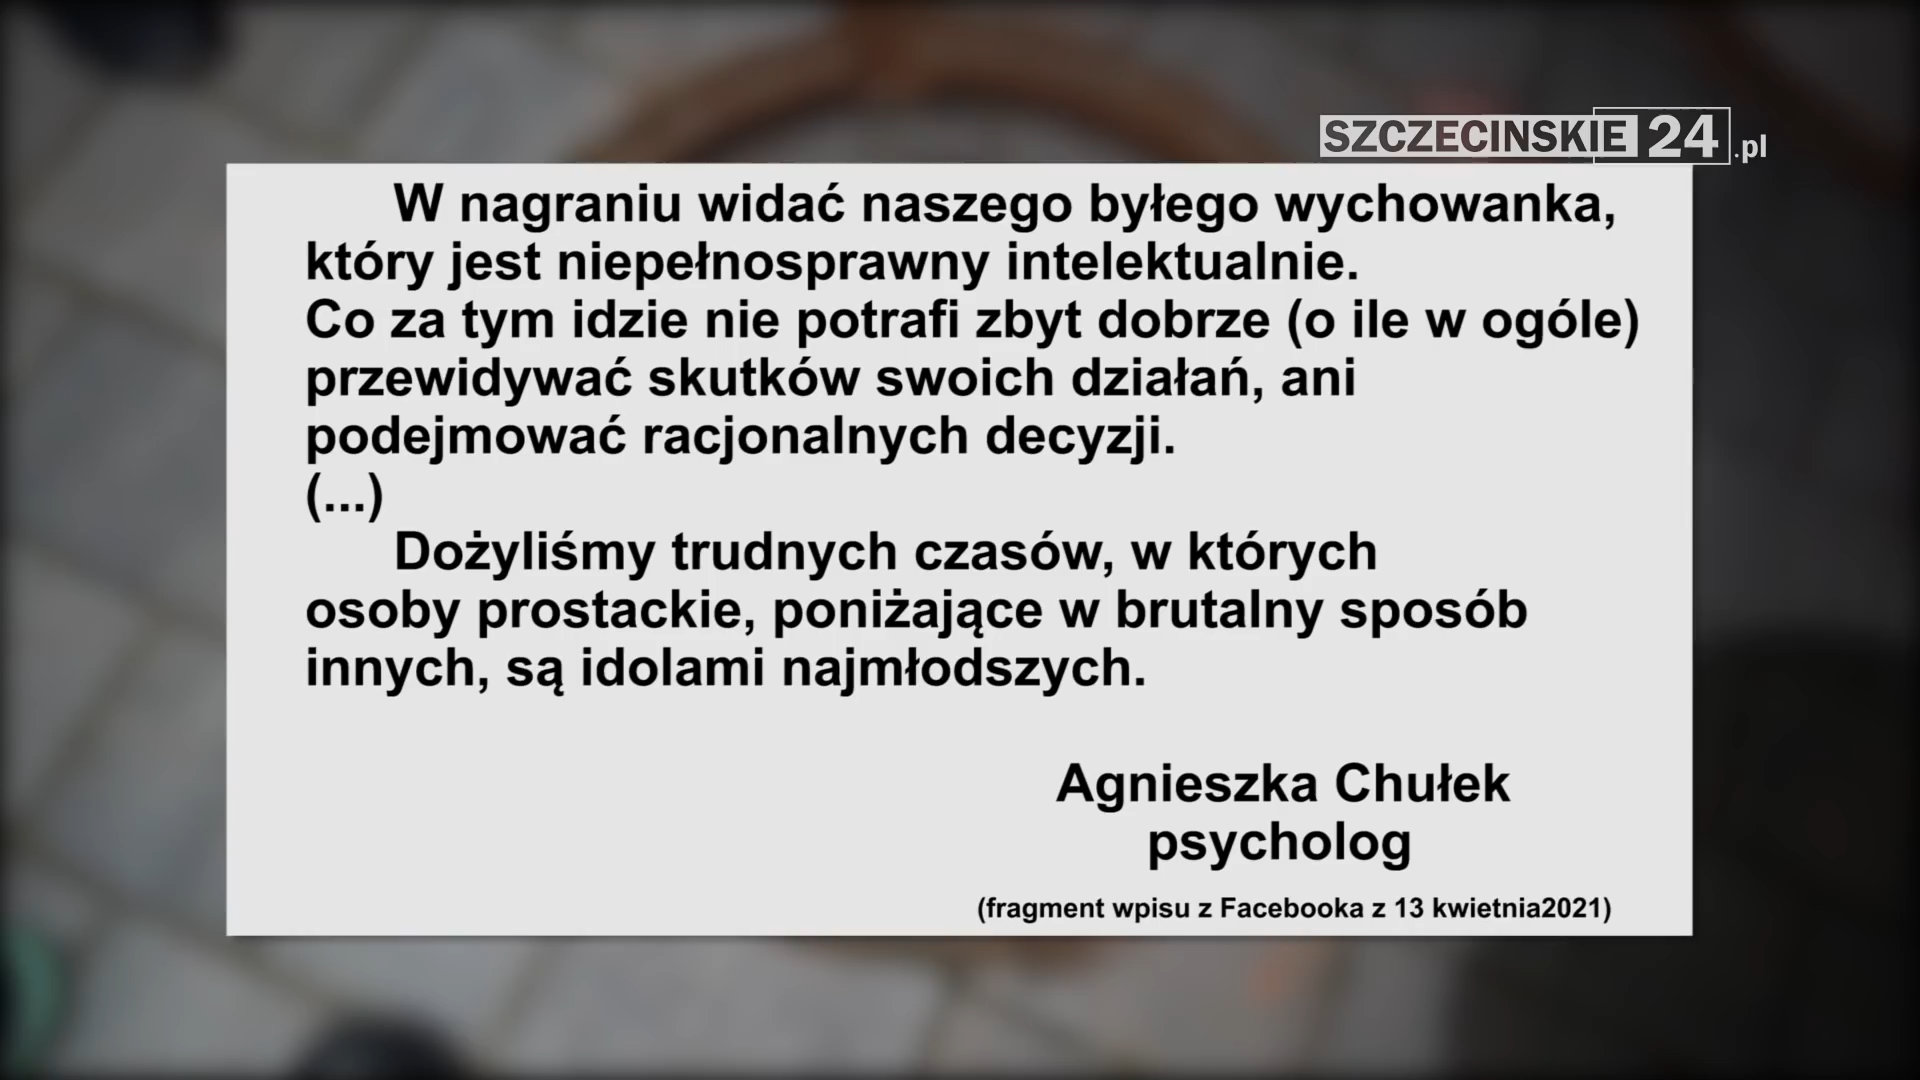 SZCZECINSKIE 24.pl
W nagraniu widać naszego byłego wychowanka,
który jest niepełnosprawny intelektualnie.
Co za tym idzie nie potrafi zbyt dobrze (o ile w ogóle)
przewidywać skutków swoich działań, ani
podejmować racjonalnych decyzji.
(...)
Dożyliśmy trudnych czasów, w których
osoby prostackie, poniżające w brutalny sposób
innych, są idolami najmłodszych.
Agnieszka Chułek
psycholog
(fragment wpisu z Facebooka z 13 kwietnia2021)